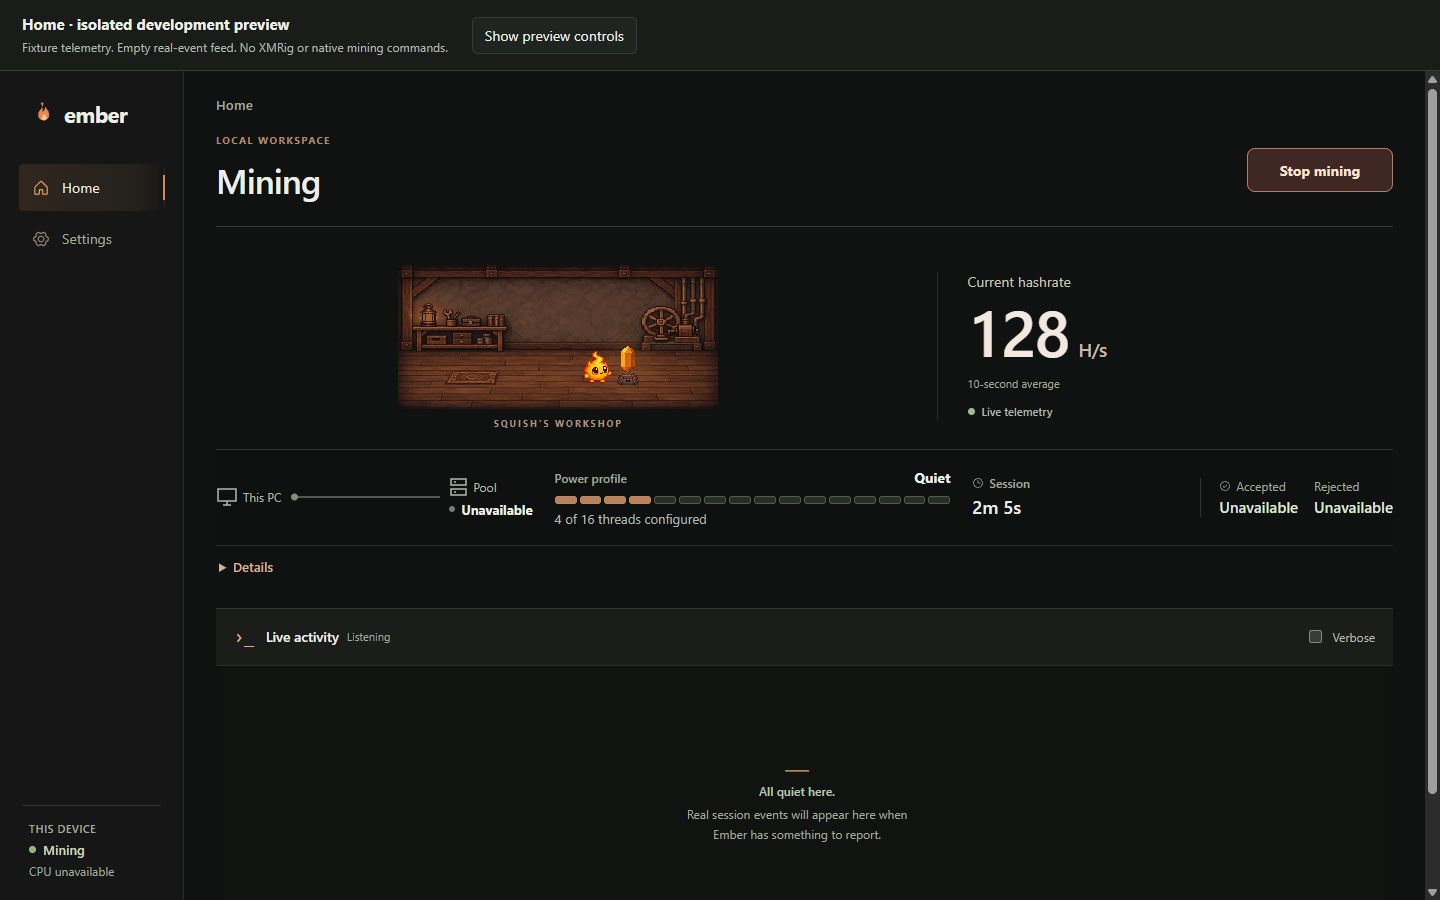 Home · isolated development preview
Fixture telemetry. Empty real-event feed. No XMRig or native mining commands.
Show preview controls
ember
Home
Settings
Home
LOCAL WORKSPACE
Mining
Stop mining
SQUISH'S WORKSHOP
Current hashrate
128 H/s
10-second average
Live telemetry
This PC
Pool
Unavailable
Power profile
Quiet
4 of 16 threads configured
Session
2m 5s
Accepted
Unavailable
Rejected
Unavailable
Details
Live activity Listening
Verbose
All quiet here.
Real session events will appear here when
Ember has something to report.
THIS DEVICE
Mining
CPU unavailable